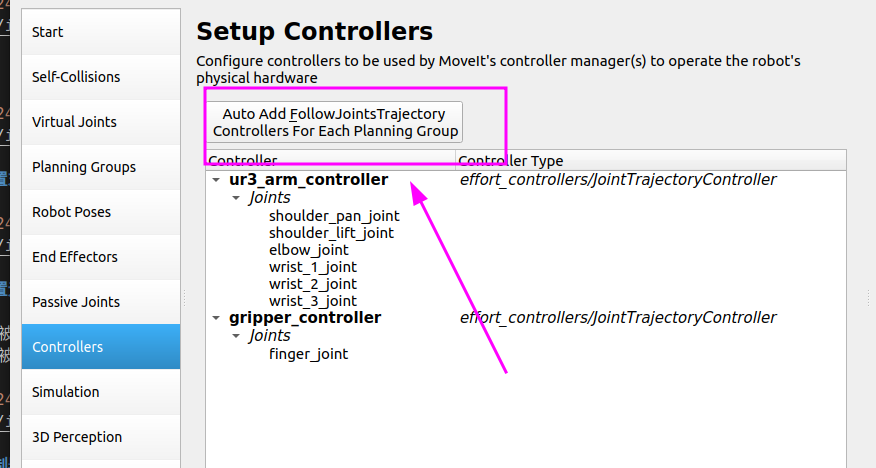 Start
Self-Collisions
Virtual Joints
Planning Groups
Robot Poses
End Effectors
Passive Joints
Controllers
Simulation
3D Perception
Setup Controllers
Configure controllers to be used by MoveIt's controller manager(s) to operate the robot's
physical hardware
Auto Add FollowJointsTrajectory
Controllers For Each Planning Group
Controller Controller Type
ur3_arm_controller effort_controllers/JointTrajectoryController
Joints
shoulder_pan_joint
shoulder_lift_joint
elbow_joint
wrist_1_joint
wrist_2_joint
wrist_3_joint
gripper_controller effort_controllers/JointTrajectoryController
Joints
finger_joint